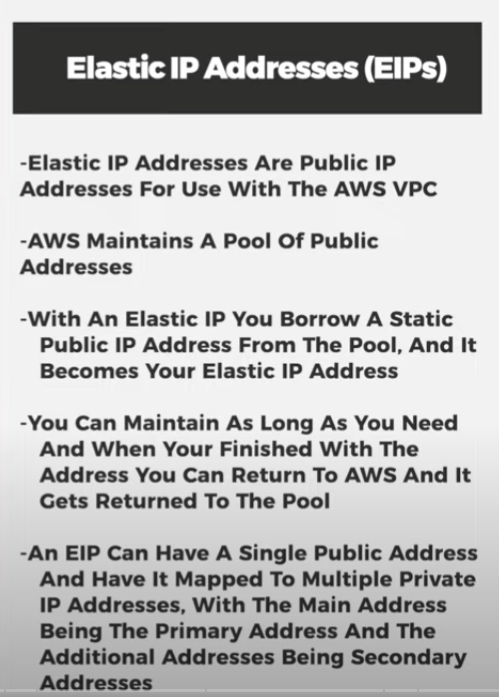 Elastic IP Addresses (EIPs)
-Elastic IP Addresses Are Public IP
Addresses For Use With The AWS VPC
-AWS Maintains A Pool Of Public
Addresses
-With An Elastic IP You Borrow A Static
Public IP Address From The Pool, And It
Becomes Your Elastic IP Address
-You Can Maintain As Long As You Need
And When Your Finished With The
Address You Can Return To AWS And It
Gets Returned To The Pool
-An EIP Can Have A Single Public Address
And Have It Mapped To Multiple Private
IP Addresses, With The Main Address
Being The Primary Address And The
Additional Addresses Being Secondary
Addresses